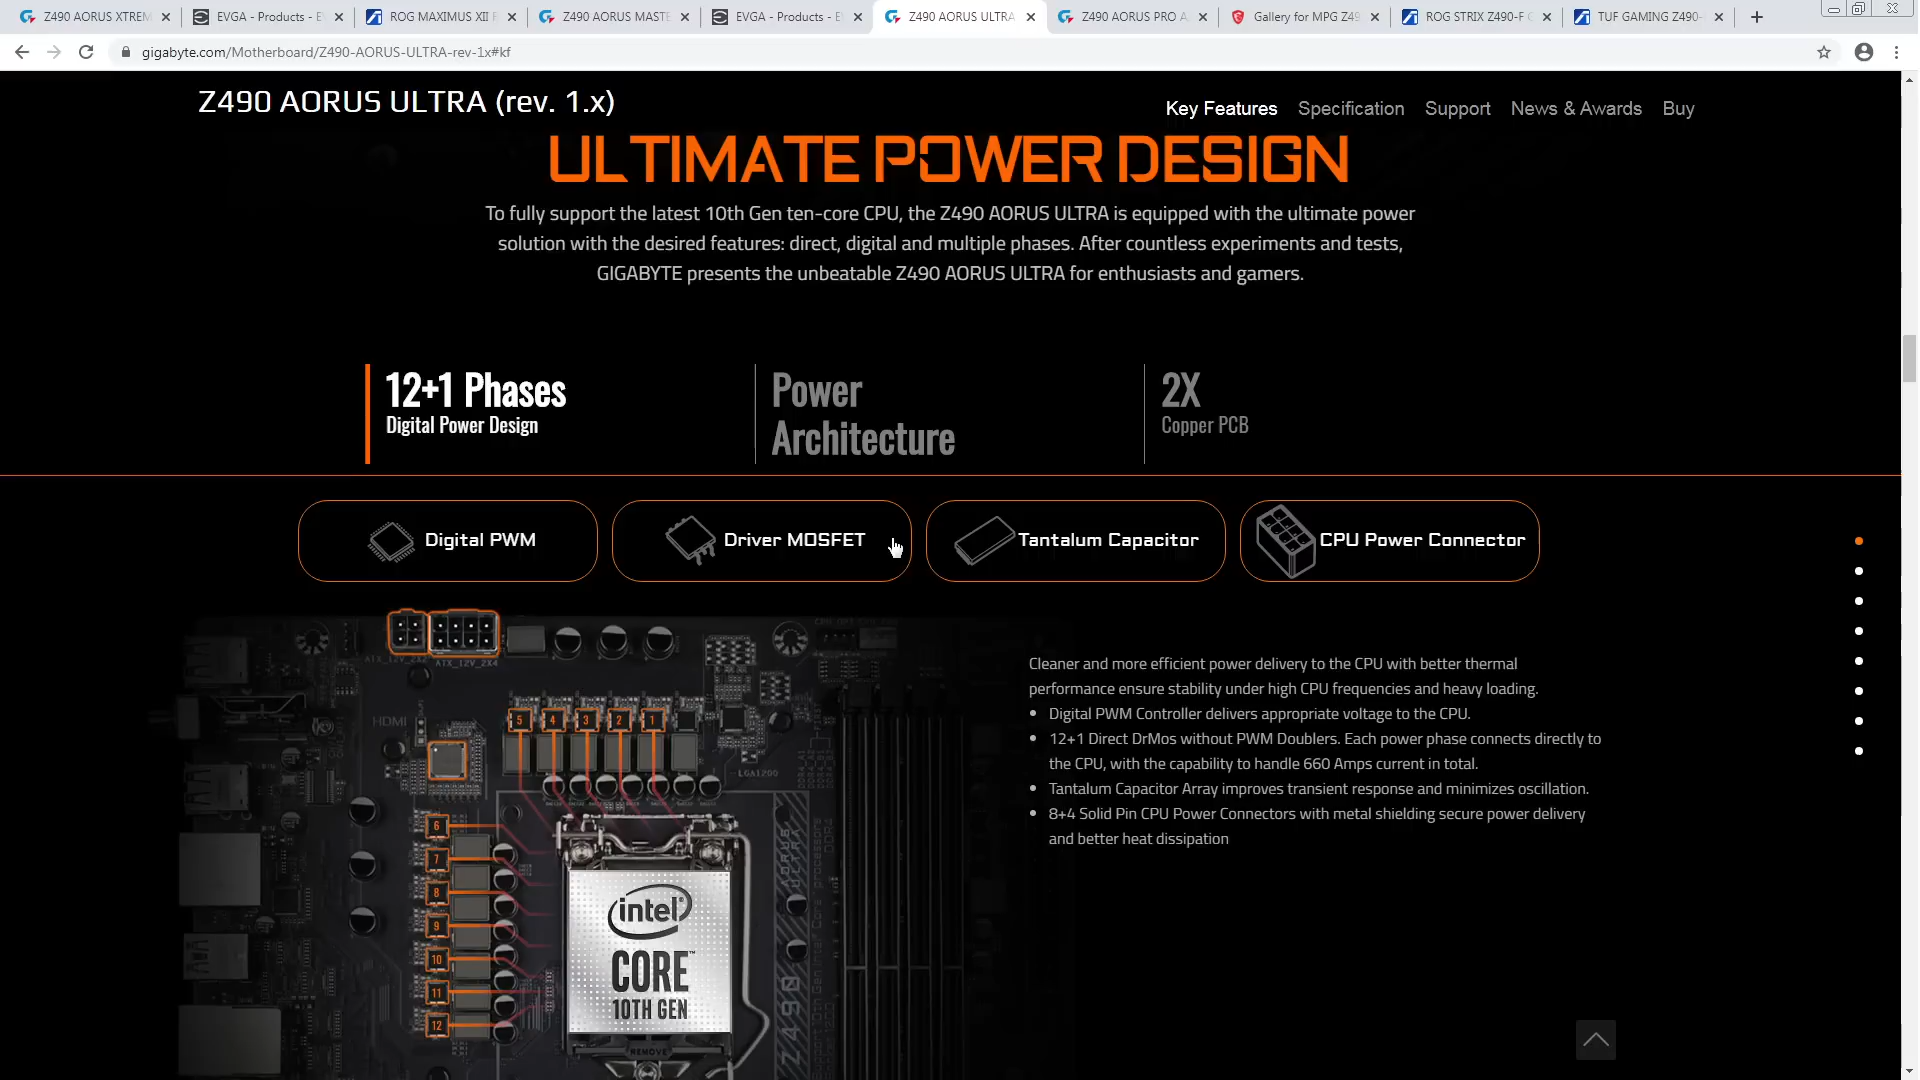 Z490 AORUS XTREM
EVGA - Products - E
ROG MAXIMUS XII
Z490 AORUS MASTE
EVGA - Products - E
Z490 AORUS ULTRA
Z490 AORUS PRO A
Gallery for MPG Z49
ROG STRIX Z490-F G
TUF GAMING Z490-
gigabyte.com/Motherboard/Z490-AORUS-ULTRA-rev-1x#kf
Z490 AORUS ULTRA (rev. 1.x)
Key Features
Specification
Support
News & Awards
Buy
ULTIMATE POWER DESIGN
To fully support the latest 10th Gen ten-core CPU, the Z490 AORUS ULTRA is equipped with the ultimate power
solution with the desired features: direct, digital and multiple phases. After countless experiments and tests,
GIGABYTE presents the unbeatable Z490 AORUS ULTRA for enthusiasts and gamers.
12+1 Phases
Digital Power Design
Power
Architecture
2X
Copper PCB
Digital PWM
Driver MOSFET
Tantalum Capacitor
CPU Power Connector
ATX_12V_2X4
HDMI
5 4 3 2 1
LGA1200
6
7
8
9
10
11
12
intel
CORE™
10TH GEN
REMOVE
Z490
Cleaner and more efficient power delivery to the CPU with better thermal
performance ensure stability under high CPU frequencies and heavy loading.
Digital PWM Controller delivers appropriate voltage to the CPU.
12+1 Direct DrMos without PWM Doublers. Each power phase connects directly to
the CPU, with the capability to handle 660 Amps current in total.
Tantalum Capacitor Array improves transient response and minimizes oscillation.
8+4 Solid Pin CPU Power Connectors with metal shielding secure power delivery
and better heat dissipation